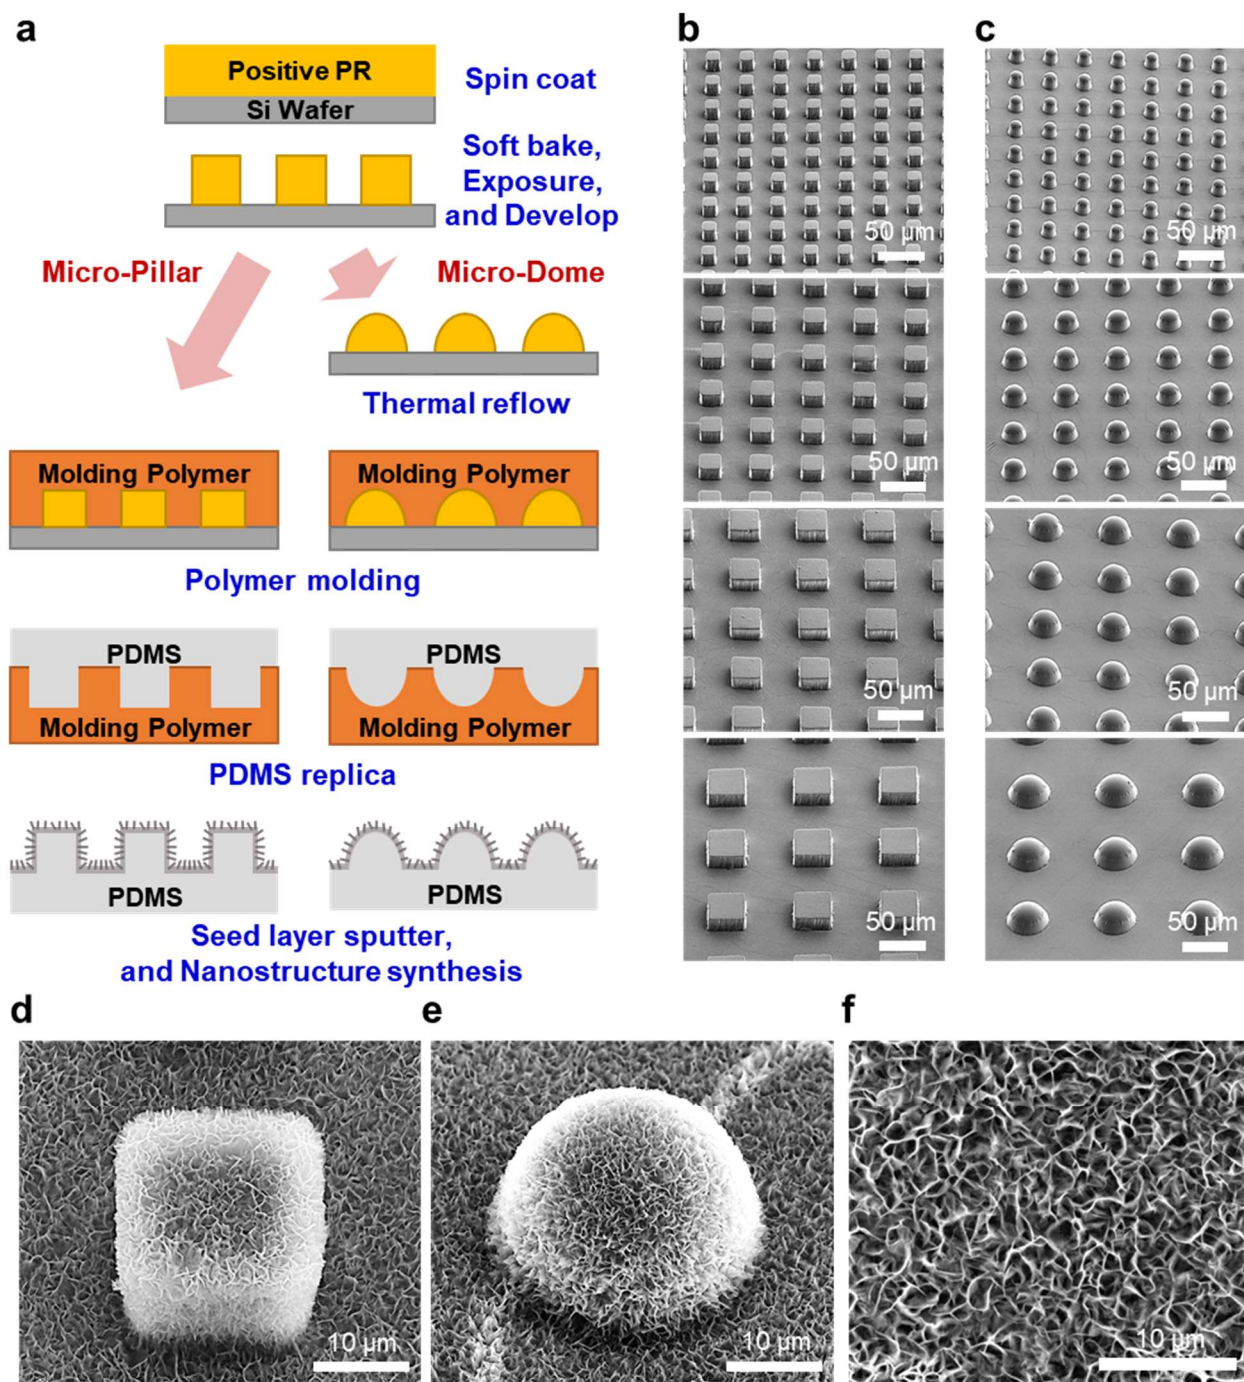 a
Positive PR
Si Wafer
Spin coat
Soft bake,
Exposure,
and Develop
Micro-Pillar
Micro-Dome
Thermal reflow
Molding Polymer
Molding Polymer
Polymer molding
PDMS
Molding Polymer
PDMS
Molding Polymer
PDMS replica
PDMS
PDMS
Seed layer sputter,
and Nanostructure synthesis
b
50 µm
50 µm
50 µm
50 µm
c
50 µm
50 µm
50 µm
50 µm
d
10 µm
e
10 µm
f
10 µm